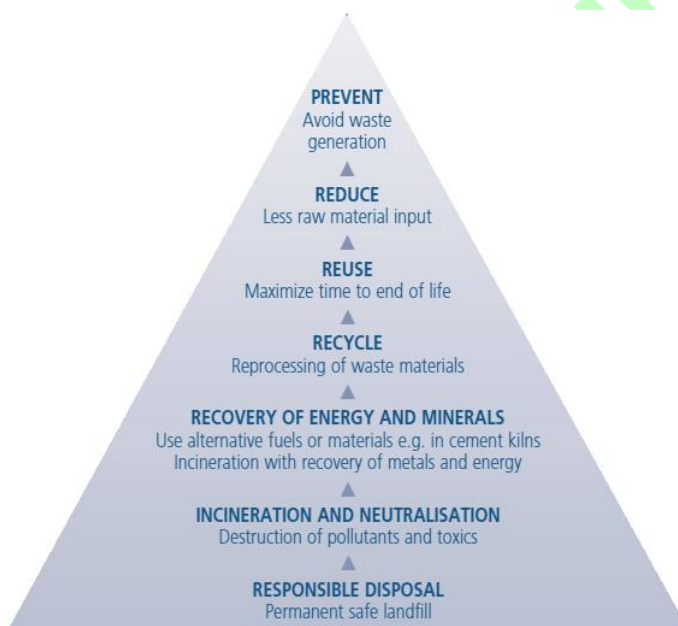 PREVENT
Avoid waste
generation
REDUCE
Less raw material input
REUSE
Maximize time to end of life
RECYCLE
Reprocessing of waste materials
RECOVERY OF ENERGY AND MINERALS
Use alternative fuels or materials e.g. in cement kilns
Incineration with recovery of metals and energy
INCINERATION AND NEUTRALISATION
Destruction of pollutants and toxics
RESPONSIBLE DISPOSAL
Permanent safe landfill